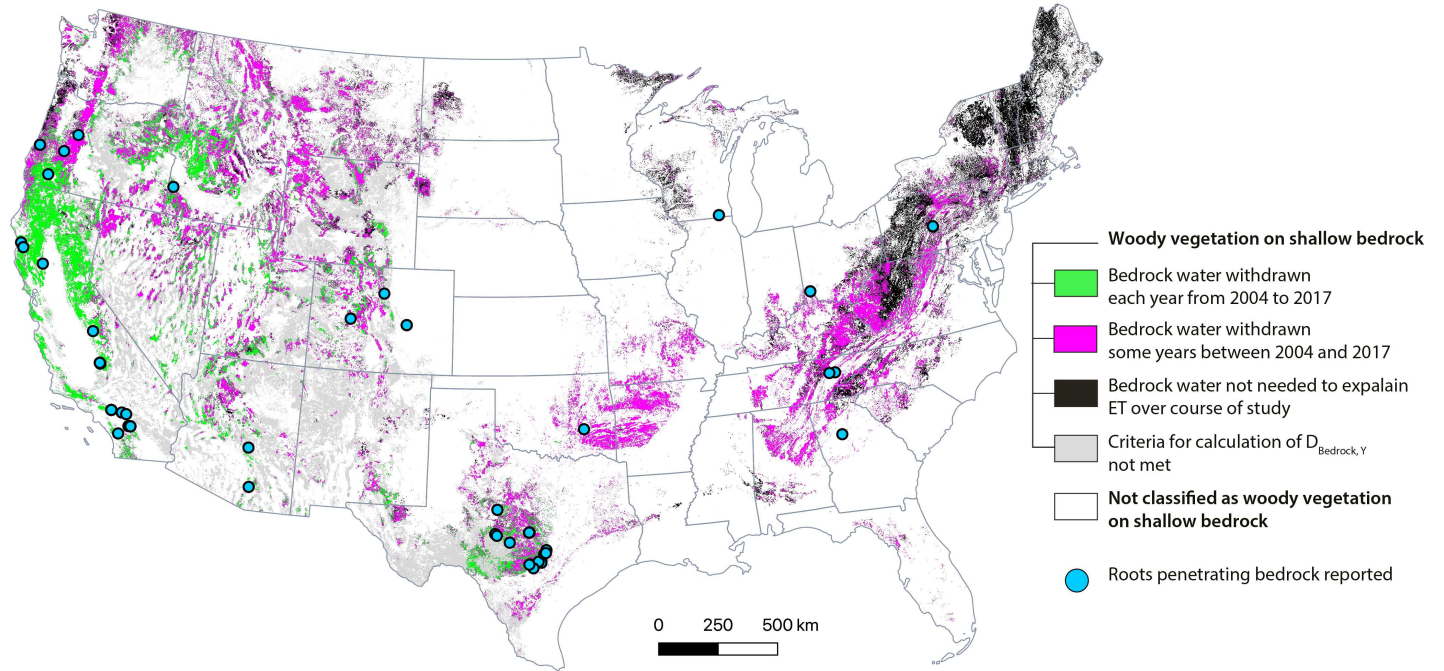 Woody vegetation on shallow bedrock
Bedrock water withdrawn
each year from 2004 to 2017
Bedrock water withdrawn
some years between 2004 and 2017
Bedrock water not needed to expalain
ET over course of study
Criteria for calculation of D Bedrock, Y
not met
Not classified as woody vegetation
on shallow bedrock
Roots penetrating bedrock reported
0 250 500 km